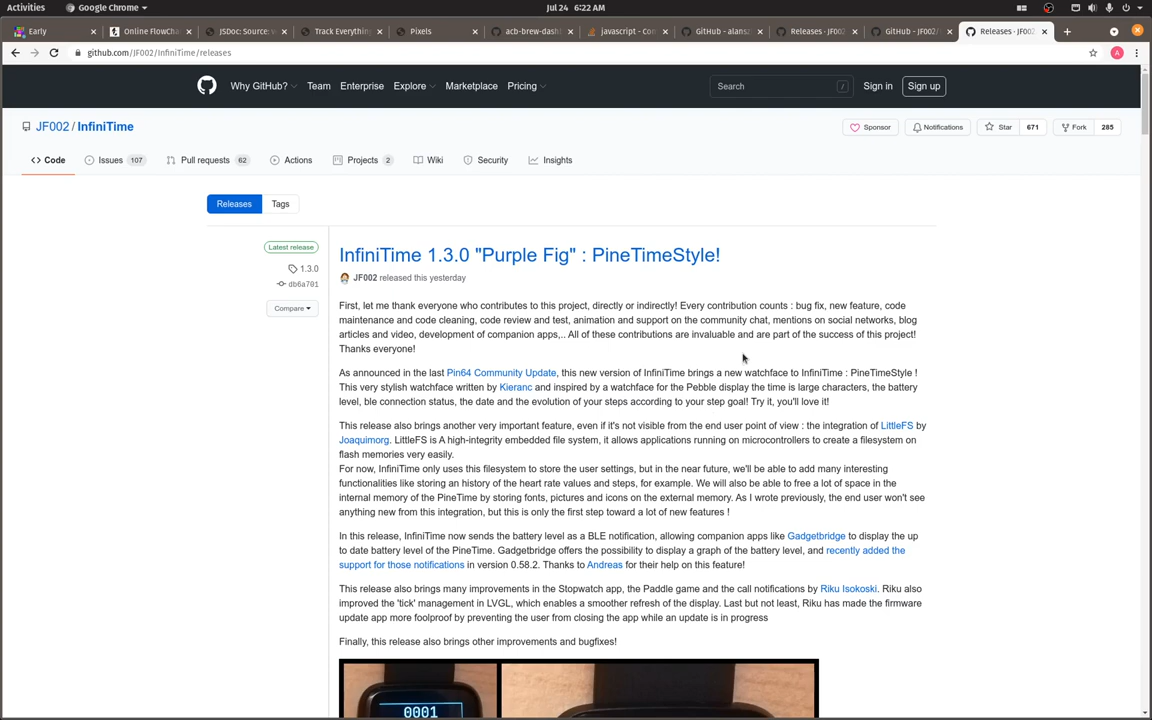 Activities Google Chrome Jul 24 6:22 AM
Early
Online FlowCha
JSDoc: Source: w
Track Everything
Pixels
acb-brew-dash
javascript - Con
GitHub - alansz
Releases · JF002
GitHub - JF002/
Releases · JF002
github.com/JF002/InfiniTime/releases
A
Why GitHub? Team Enterprise Explore Marketplace Pricing Search / Sign in Sign up
JF002 / InfiniTime Sponsor Notifications Star 671 Fork 285
<> Code Issues 107 Pull requests 62 Actions Projects 2 Wiki Security Insights
Releases Tags
Latest release
1.3.0
db6a701
Compare
InfiniTime 1.3.0 "Purple Fig" : PineTimeStyle!
JF002 released this yesterday
First, let me thank everyone who contributes to this project, directly or indirectly! Every contribution counts : bug fix, new feature, code
maintenance and code cleaning, code review and test, animation and support on the community chat, mentions on social networks, blog
articles and video, development of companion apps,.. All of these contributions are invaluable and are part of the success of this project!
Thanks everyone!
As announced in the last Pin64 Community Update, this new version of InfiniTime brings a new watchface to InfiniTime : PineTimeStyle !
This very stylish watchface written by Kieranc and inspired by a watchface for the Pebble display the time is large characters, the battery
level, ble connection status, the date and the evolution of your steps according to your step goal! Try it, you'll love it!
This release also brings another very important feature, even if it's not visible from the end user point of view : the integration of LittleFS by
Joaquimorg. LittleFS is A high-integrity embedded file system, it allows applications running on microcontrollers to create a filesystem on
flash memories very easily.
For now, InfiniTime only uses this filesystem to store the user settings, but in the near future, we'll be able to add many interesting
functionalities like storing an history of the heart rate values and steps, for example. We will also be able to free a lot of space in the
internal memory of the PineTime by storing fonts, pictures and icons on the external memory. As I wrote previously, the end user won't see
anything new from this integration, but this is only the first step toward a lot of new features !
In this release, InfiniTime now sends the battery level as a BLE notification, allowing companion apps like Gadgetbridge to display the up
to date battery level of the PineTime. Gadgetbridge offers the possibility to display a graph of the battery level, and recently added the
support for those notifications in version 0.58.2. Thanks to Andreas for their help on this feature!
This release also brings many improvements in the Stopwatch app, the Paddle game and the call notifications by Riku Isokoski. Riku also
improved the 'tick' management in LVGL, which enables a smoother refresh of the display. Last but not least, Riku has made the firmware
update app more foolproof by preventing the user from closing the app while an update is in progress
Finally, this release also brings other improvements and bugfixes!
0001